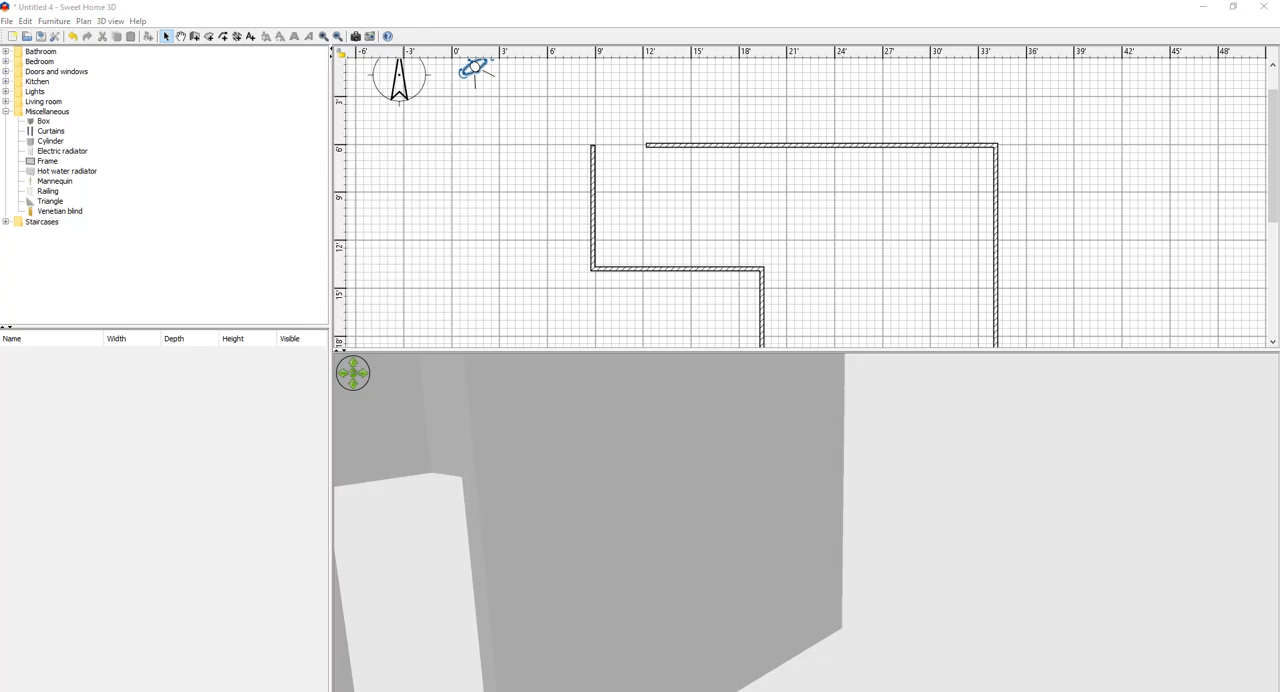 * Untitled 4 - Sweet Home 3D
File Edit Furniture Plan 3D view Help
-6' -3' 0' 3' 6' 9' 12' 15' 18' 21' 24' 27' 30' 33' 36' 39' 42' 45' 48'
Bathroom
Bedroom
Doors and windows
Kitchen
Lights
Living room
Miscellaneous
Box
Curtains
Cylinder
Electric radiator
Frame
Hot water radiator
Mannequin
Railing
Triangle
Venetian blind
Staircases
3'
6'
9'
12'
15'
18'
Name Width Depth Height Visible